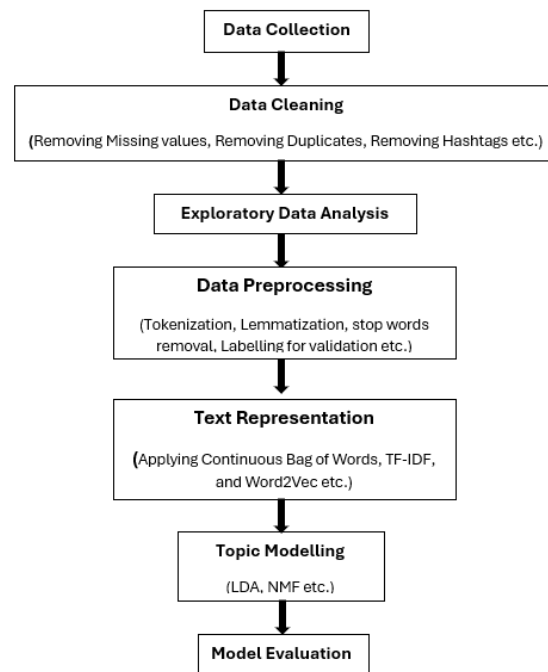 Data Collection
Data Cleaning
(Removing Missing values, Removing Duplicates, Removing Hashtags etc.)
Exploratory Data Analysis
Data Preprocessing
(Tokenization, Lemmatization, stop words
removal, Labelling for validation etc.)
Text Representation
(Applying Continuous Bag of Words, TF-IDF,
and Word2Vec etc.)
Topic Modelling
(LDA, NMF etc.)
Model Evaluation